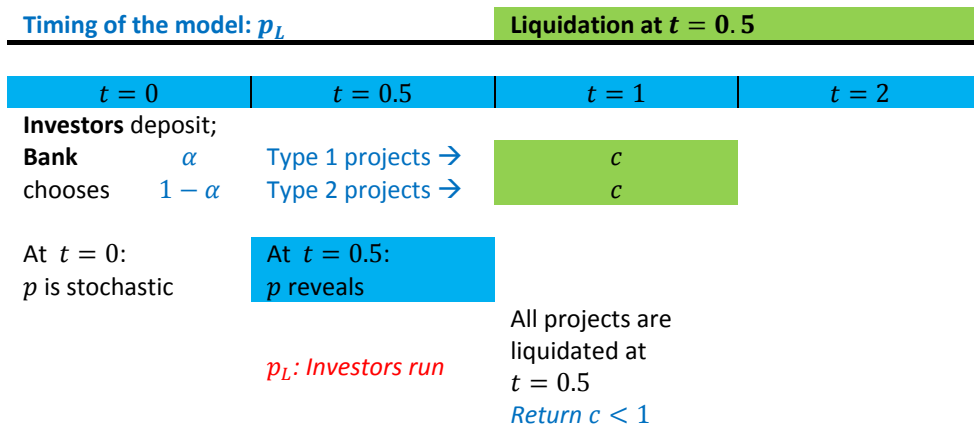 Timing of the model: p_L Liquidation at t = 0.5
t = 0 t = 0.5 t = 1 t = 2
Investors deposit;
Bank α Type 1 projects → c
chooses 1 − α Type 2 projects → c
At t = 0: At t = 0.5:
p is stochastic p reveals
All projects are
liquidated at
p_L: Investors run
t = 0.5
Return c < 1